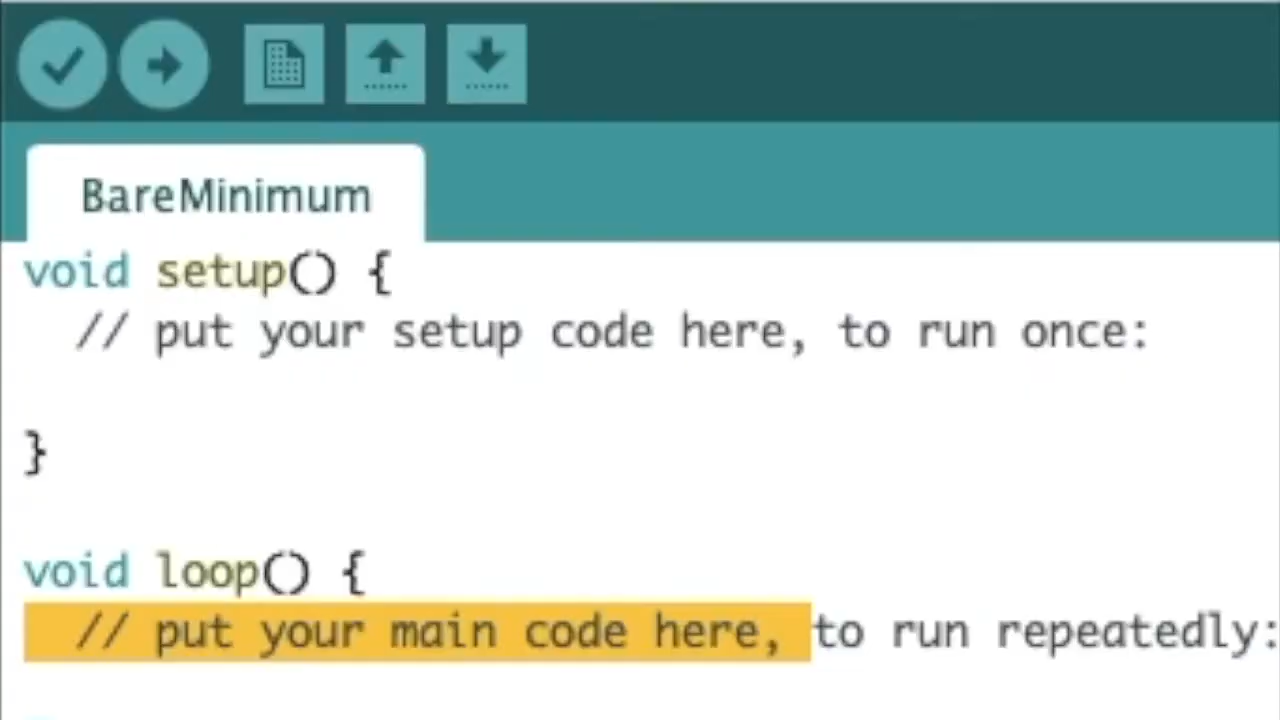 BareMinimum
void setup() {
  // put your setup code here, to run once:
}
void loop() {
  // put your main code here, to run repeatedly: